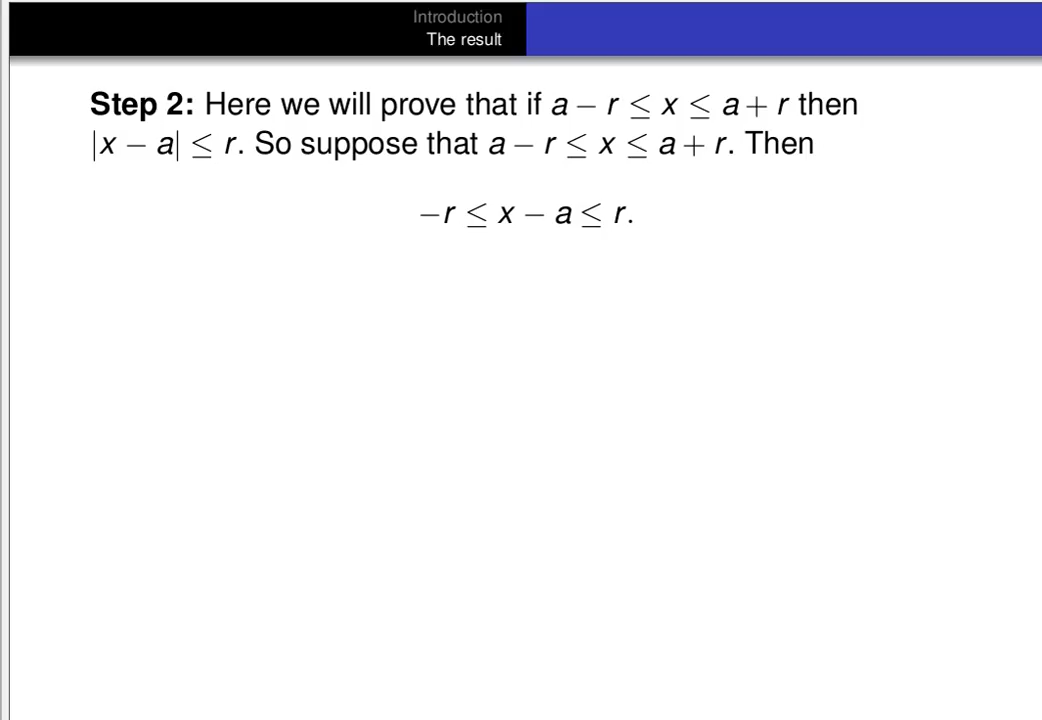 Introduction
The result
Step 2: Here we will prove that if a − r ≤ x ≤ a + r then
|x − a| ≤ r. So suppose that a − r ≤ x ≤ a + r. Then
−r ≤ x − a ≤ r.